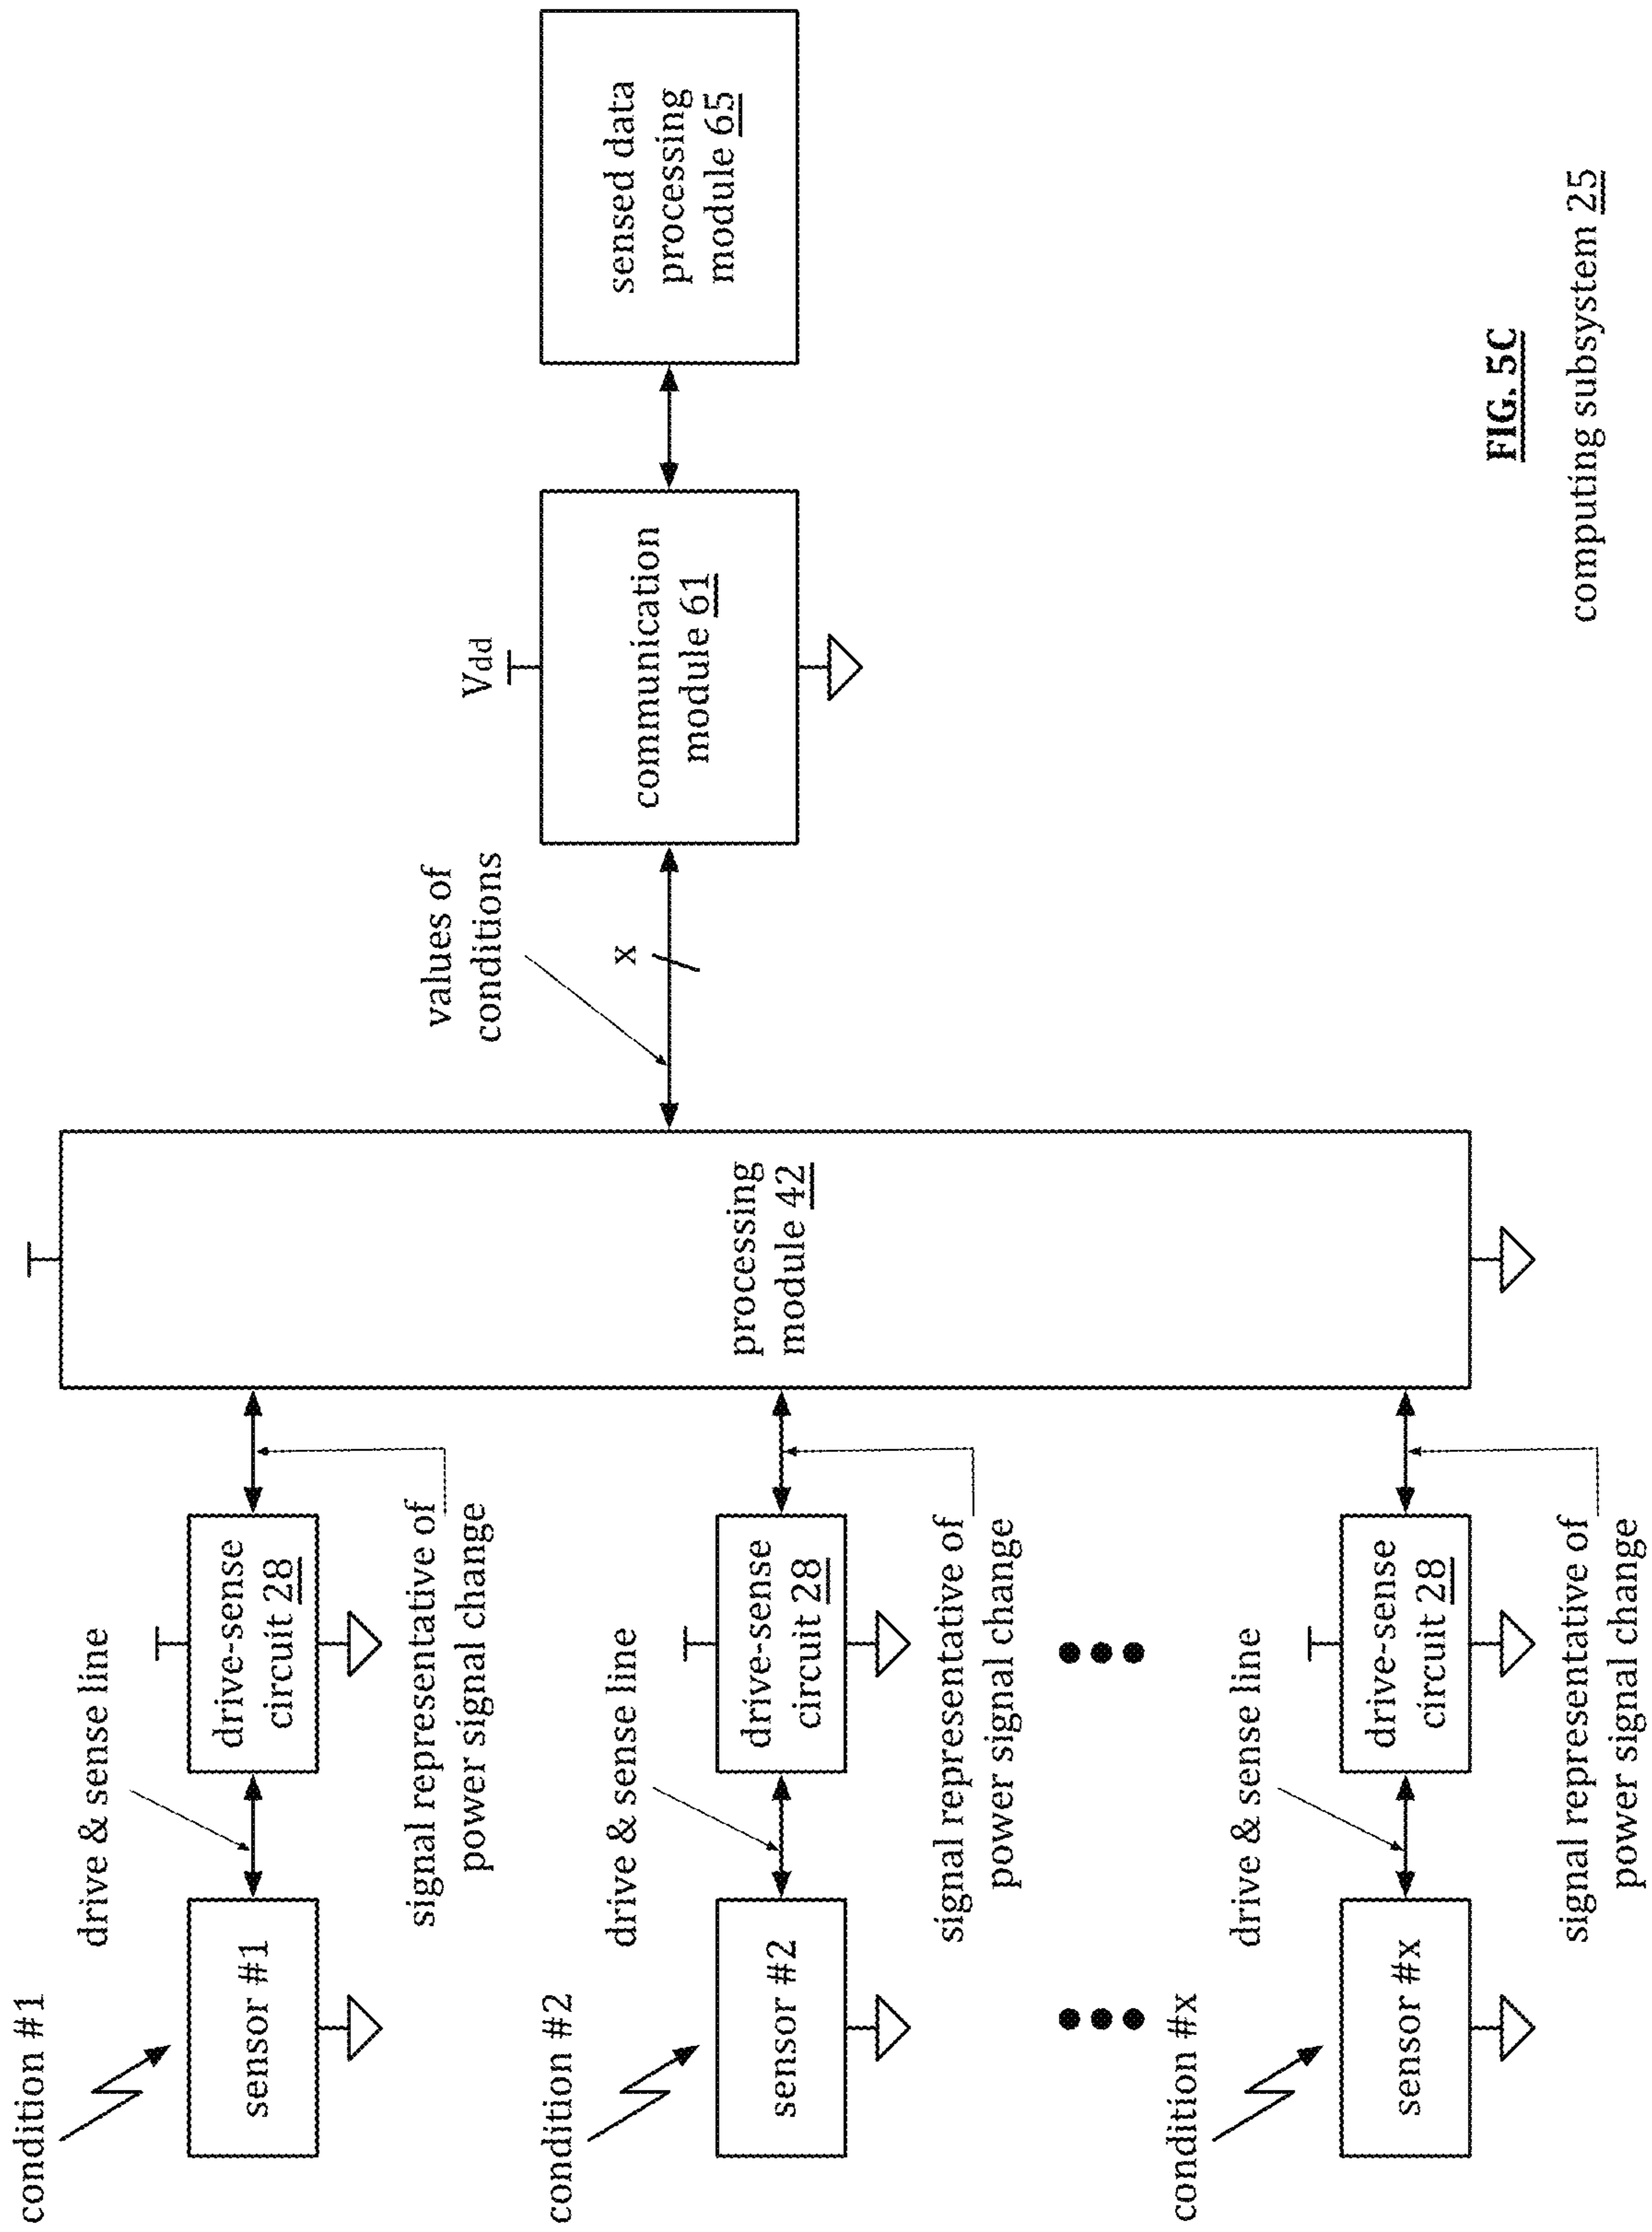 condition #1
drive & sense line
sensor #1
drive-sense
circuit 28
signal representative of
power signal change
condition #2
drive & sense line
sensor #2
drive-sense
circuit 28
signal representative of
power signal change
condition #x
drive & sense line
sensor #x
drive-sense
circuit 28
signal representative of
power signal change
processing
module 42
values of
conditions
x
Vdd
communication
module 61
sensed data
processing
module 65
FIG. 5C
computing subsystem 25